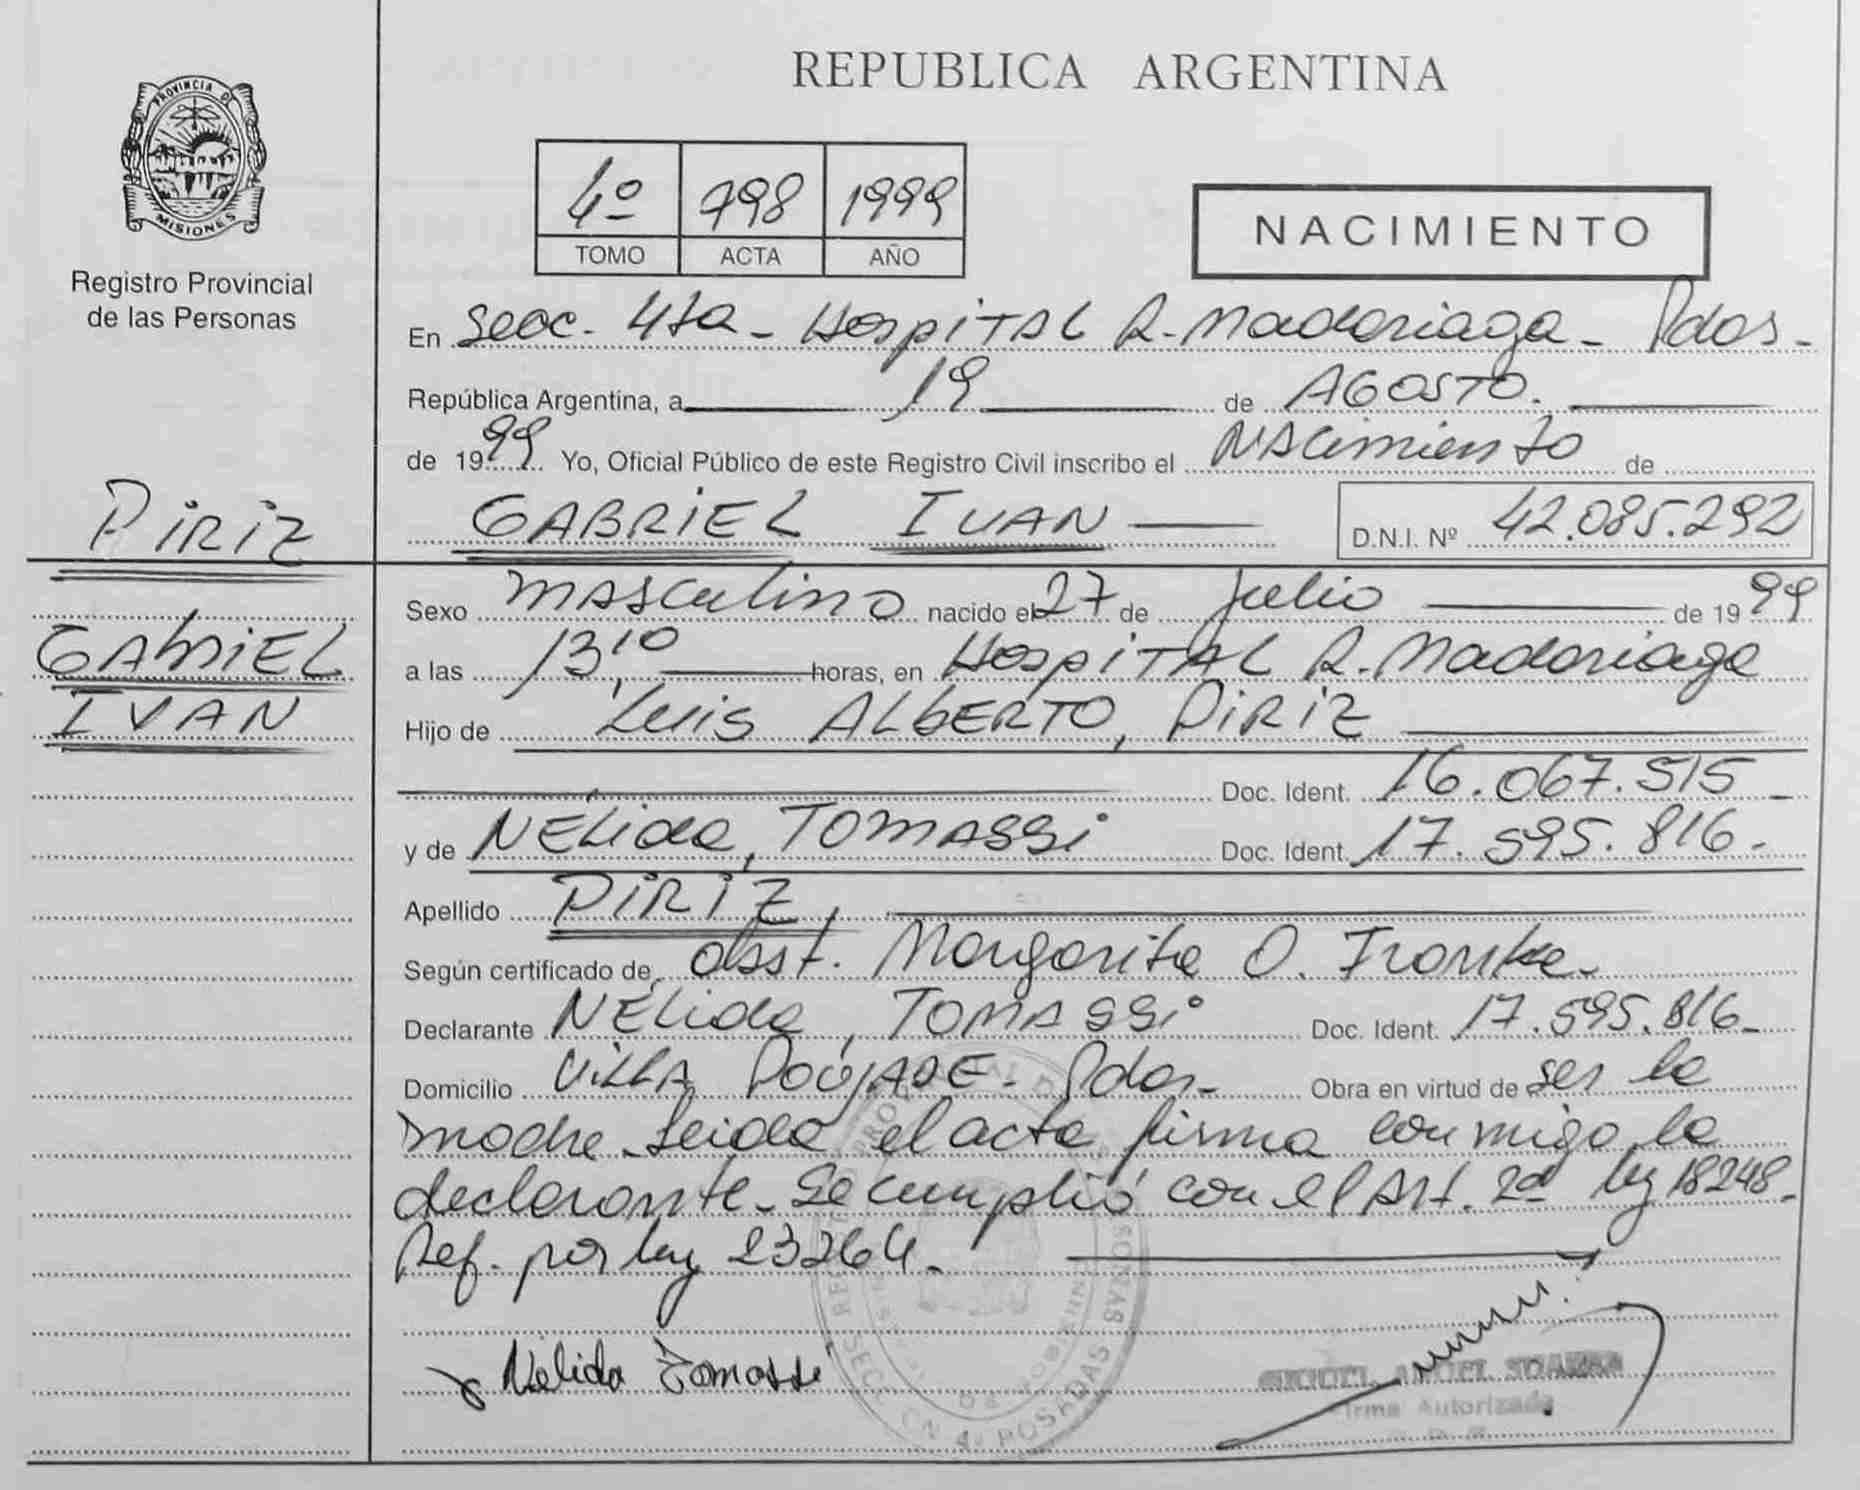 REPUBLICA ARGENTINA
PROVINCIA DE
MISIONES
Registro Provincial
de las Personas
4º 798 1999
TOMO ACTA AÑO
NACIMIENTO
En Secc. 4ta - Hospital R. Madariaga - Pdas -
República Argentina, a 19 de AGOSTO.
de 1999 Yo, Oficial Público de este Registro Civil inscribo el Nacimiento de
PIRIZ
GABRIEL IVAN
D.N.I. Nº 42.085.292
GABRIEL
IVAN
Sexo masculino nacido el 27 de Julio de 1999
a las 13,10 horas, en Hospital R. Madariaga
Hijo de Luis ALBERTO, PIRIZ
Doc. Ident. 16.067.515
y de NÉLida, TOMASSi Doc. Ident. 17.595.816.
Apellido PIRIZ,
Según certificado de obst. Margarita O.
Declarante NÉLida, TOMASSi Doc. Ident. 17.595.816
Domicilio ViLLA POUJADE - Pdas - Obra en virtud de ser la
madre. Leida el acta firma conmigo la
declarante. Se cumplió con el Art. 2d ley 18248 -
Ref. por ley 23264.
Nelida Tomassi
Firma Autorizada
POSADAS